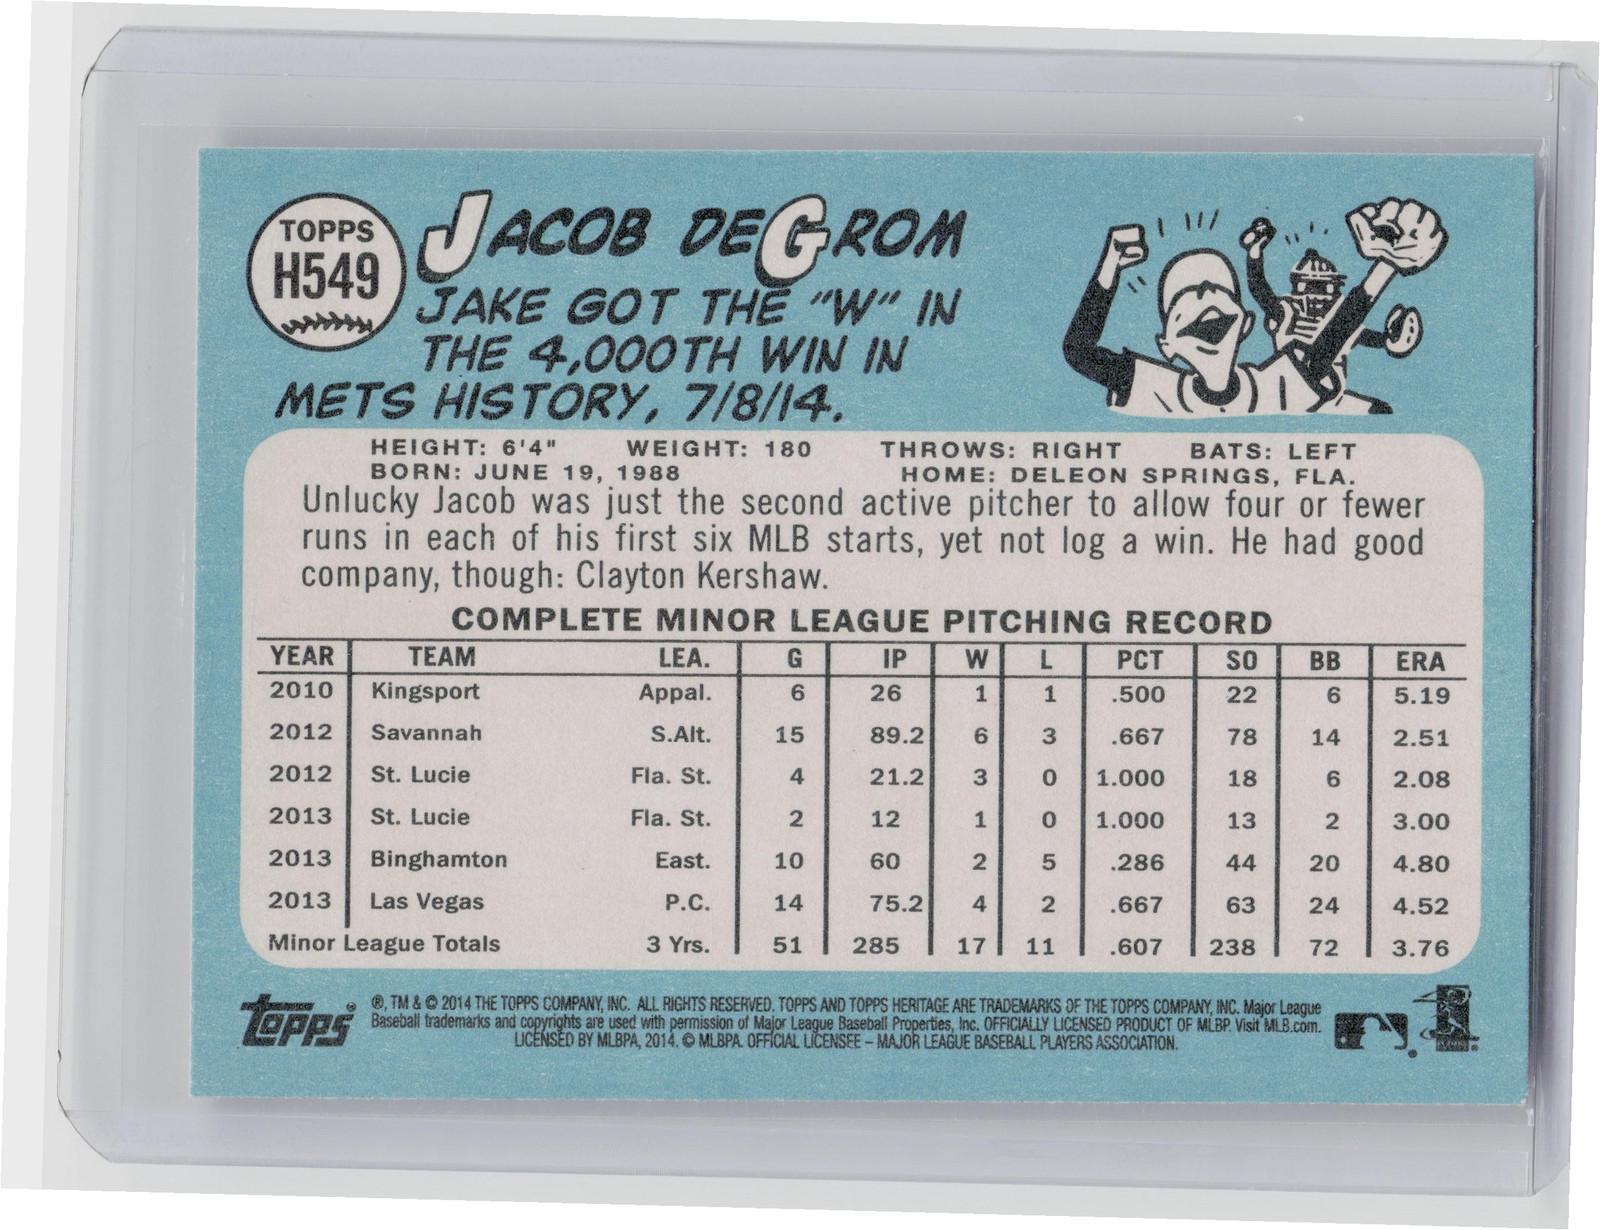 TOPPS
H549
JACOB DEGROM
JAKE GOT THE "W" IN
THE 4,000TH WIN IN
METS HISTORY, 7/8/14.
HEIGHT: 6'4" WEIGHT: 180 THROWS: RIGHT BATS: LEFT
BORN: JUNE 19, 1988 HOME: DELEON SPRINGS, FLA.
Unlucky Jacob was just the second active pitcher to allow four or fewer
runs in each of his first six MLB starts, yet not log a win. He had good
company, though: Clayton Kershaw.
COMPLETE MINOR LEAGUE PITCHING RECORD
YEAR TEAM LEA. G IP W L PCT SO BB ERA
2010 Kingsport Appal. 6 26 1 1 .500 22 6 5.19
2012 Savannah S.Alt. 15 89.2 6 3 .667 78 14 2.51
2012 St. Lucie Fla. St. 4 21.2 3 0 1.000 18 6 2.08
2013 St. Lucie Fla. St. 2 12 1 0 1.000 13 2 3.00
2013 Binghamton East. 10 60 2 5 .286 44 20 4.80
2013 Las Vegas P.C. 14 75.2 4 2 .667 63 24 4.52
Minor League Totals 3 Yrs. 51 285 17 11 .607 238 72 3.76
topps
®, TM & © 2014 THE TOPPS COMPANY, INC. ALL RIGHTS RESERVED. TOPPS AND TOPPS HERITAGE ARE TRADEMARKS OF THE TOPPS COMPANY, INC. Major League
Baseball trademarks and copyrights are used with permission of Major League Baseball Properties, Inc. OFFICIALLY LICENSED PRODUCT OF MLBP. Visit MLB.com.
LICENSED BY MLBPA, 2014. © MLBPA. OFFICIAL LICENSEE – MAJOR LEAGUE BASEBALL PLAYERS ASSOCIATION.